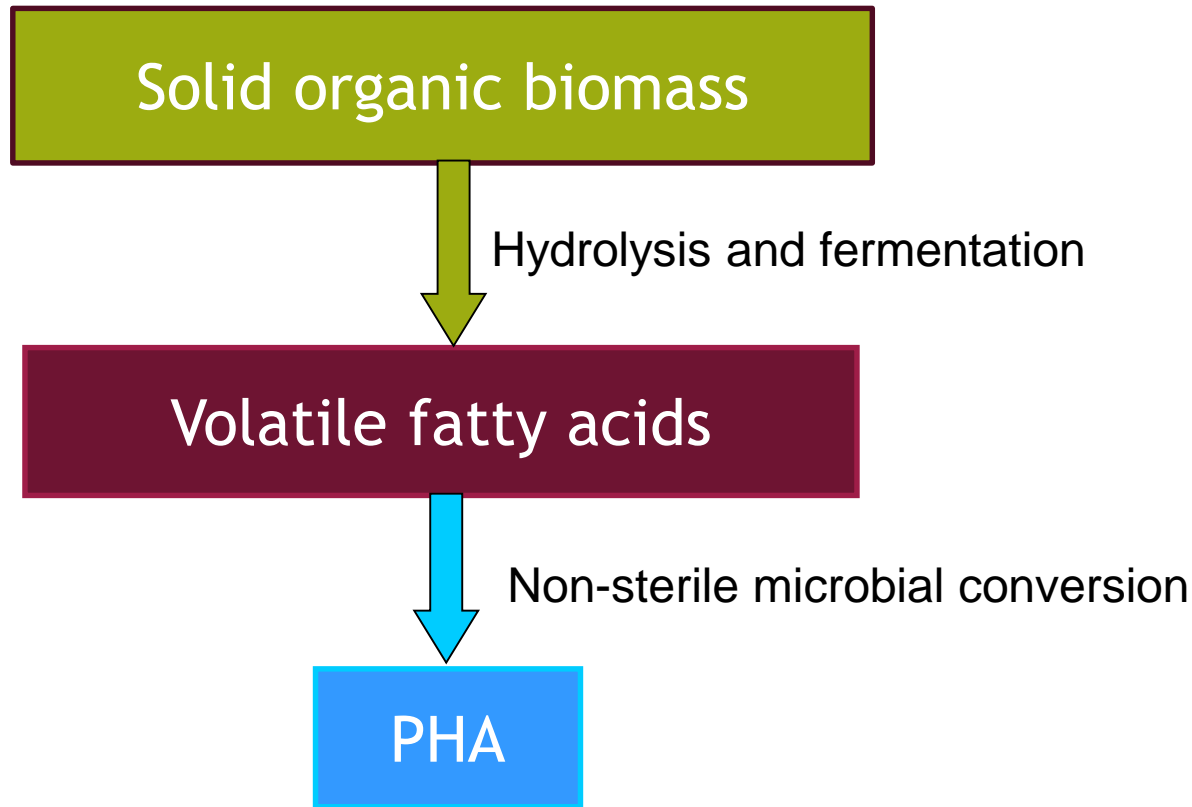 Solid organic biomass
Hydrolysis and fermentation
Volatile fatty acids
Non-sterile microbial conversion
PHA